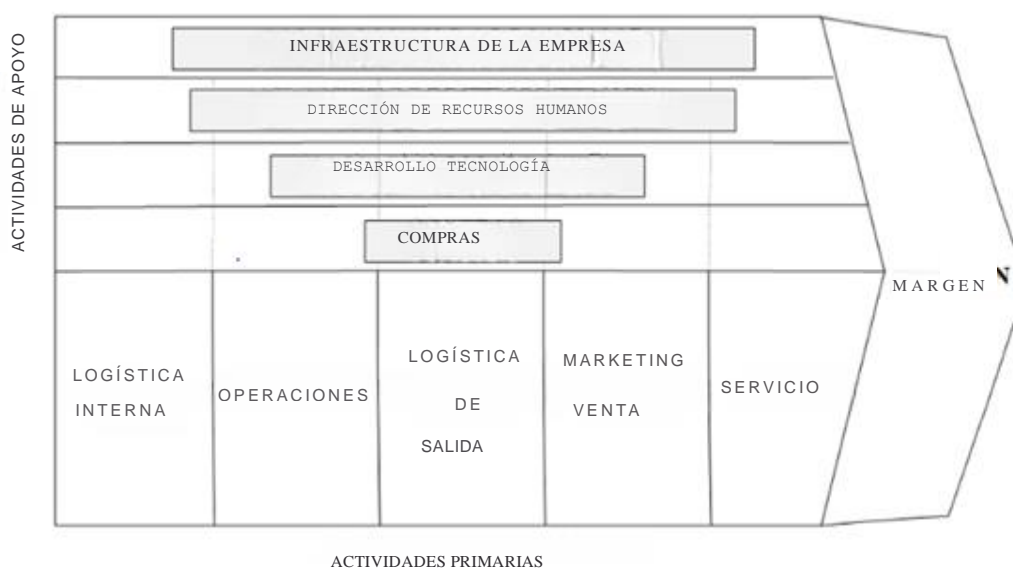 ACTIVIDADES DE APOYO
INFRAESTRUCTURA DE LA EMPRESA
DIRECCIÓN DE RECURSOS HUMANOS
DESARROLLO TECNOLOGÍA
COMPRAS
MARGEN
N
LOGÍSTICA
INTERNA
OPERACIONES
LOGÍSTICA
DE
SALIDA
MARKETING
VENTA
SERVICIO
ACTIVIDADES PRIMARIAS